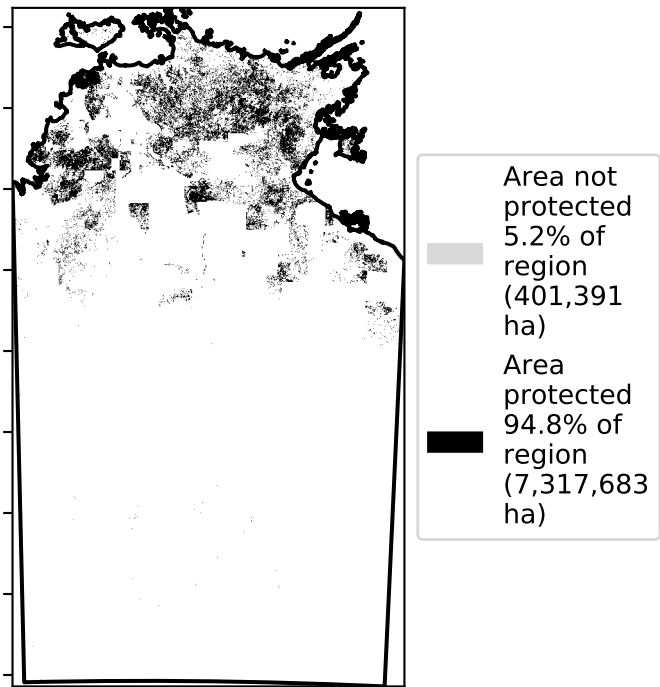 Area not
protected
5.2% of
region
(401,391
ha)
Area
protected
94.8% of
region
(7,317,683
ha)